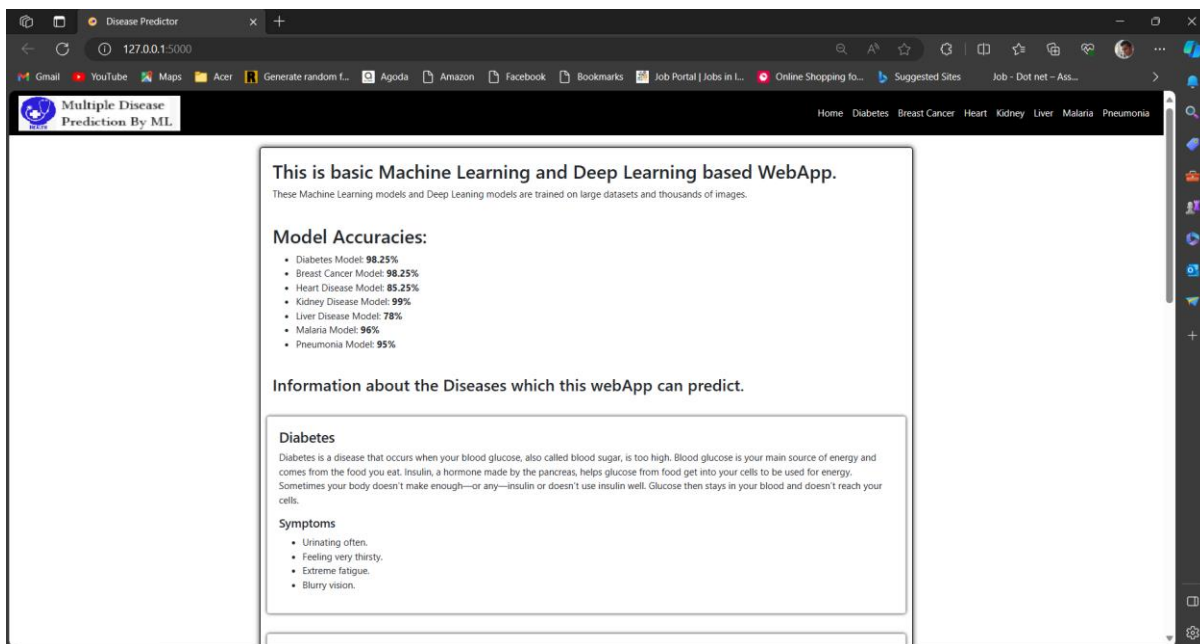 Disease Predictor
127.0.0.1:5000
Gmail YouTube Maps Acer Generate random f... Agoda Amazon Facebook Bookmarks Job Portal | Jobs in I... Online Shopping fo... Suggested Sites Job - Dot net – Ass...
Multiple Disease
Prediction By ML
Home Diabetes Breast Cancer Heart Kidney Liver Malaria Pneumonia
This is basic Machine Learning and Deep Learning based WebApp.
These Machine Learning models and Deep Leaning models are trained on large datasets and thousands of images.
Model Accuracies:
Diabetes Model: 98.25%
Breast Cancer Model: 98.25%
Heart Disease Model: 85.25%
Kidney Disease Model: 99%
Liver Disease Model: 78%
Malaria Model: 96%
Pneumonia Model: 95%
Information about the Diseases which this webApp can predict.
Diabetes
Diabetes is a disease that occurs when your blood glucose, also called blood sugar, is too high. Blood glucose is your main source of energy and
comes from the food you eat. Insulin, a hormone made by the pancreas, helps glucose from food get into your cells to be used for energy.
Sometimes your body doesn't make enough—or any—insulin or doesn't use insulin well. Glucose then stays in your blood and doesn't reach your
cells.
Symptoms
Urinating often.
Feeling very thirsty.
Extreme fatigue.
Blurry vision.